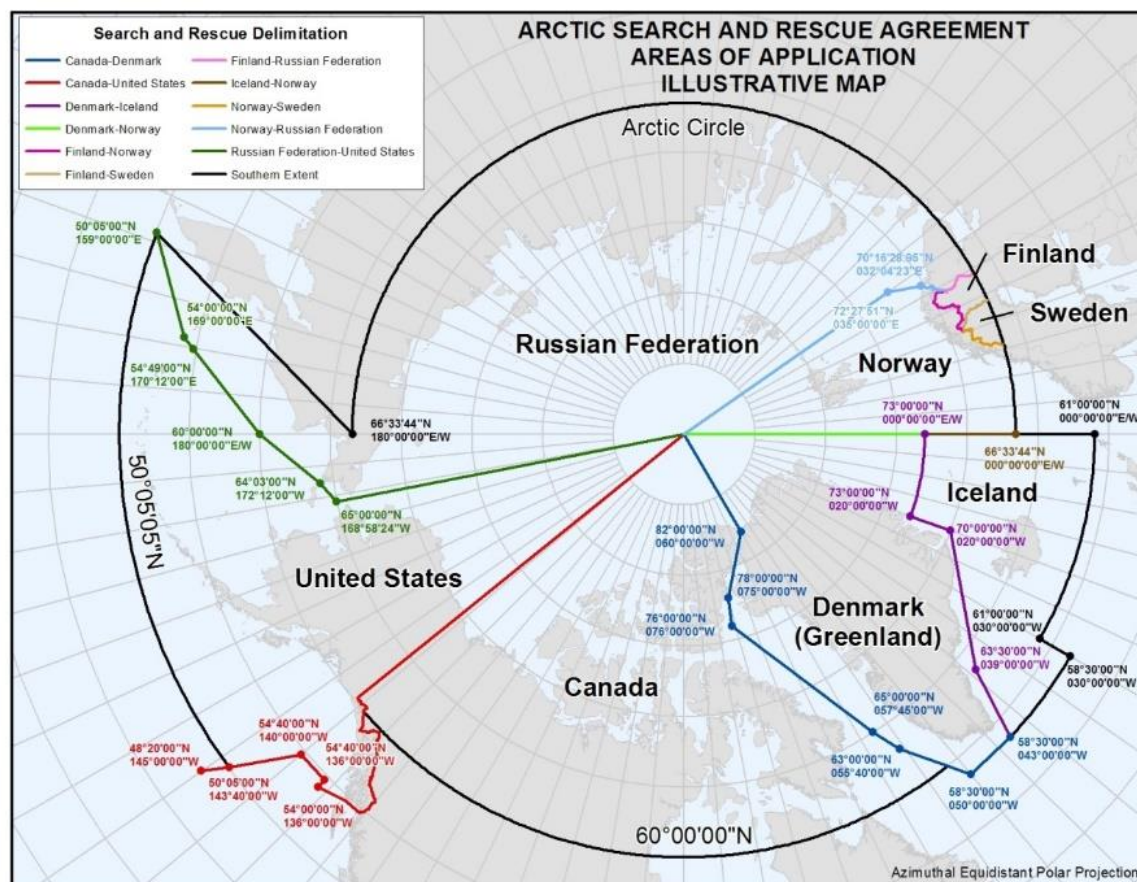 ARCTIC SEARCH AND RESCUE AGREEMENT
AREAS OF APPLICATION
ILLUSTRATIVE MAP
Search and Rescue Delimitation
Canada-Denmark
Canada-United States
Denmark-Iceland
Denmark-Norway
Finland-Norway
Finland-Sweden
Finland-Russian Federation
Iceland-Norway
Norway-Sweden
Norway-Russian Federation
Russian Federation-United States
Southern Extent
Arctic Circle
50°05'00"N
159°00'00"E
54°00'00"N
169°00'00"E
54°49'00"N
170°12'00"E
60°00'00"N
180°00'00"E/W
64°03'00"N
172°12'00"W
65°00'00"N
168°58'24"W
66°33'44"N
180°00'00"E/W
50°05'05"N
Russian Federation
70°16'28.95"N
032°04'23"E
72°27'51"N
035°00'00"E
Finland
Sweden
Norway
73°00'00"N
000°00'00"E/W
61°00'00"N
000°00'00"E/W
66°33'44"N
000°00'00"E/W
Iceland
73°00'00"N
020°00'00"W
70°00'00"N
020°00'00"W
82°00'00"N
060°00'00"W
78°00'00"N
075°00'00"W
76°00'00"N
076°00'00"W
United States
Denmark
(Greenland)
61°00'00"N
030°00'00"W
63°30'00"N
039°00'00"W
58°30'00"N
030°00'00"W
Canada
65°00'00"N
057°45'00"W
63°00'00"N
055°40'00"W
58°30'00"N
043°00'00"W
58°30'00"N
050°00'00"W
54°40'00"N
140°00'00"W
54°40'00"N
136°00'00"W
48°20'00"N
145°00'00"W
50°05'00"N
143°40'00"W
54°00'00"N
136°00'00"W
60°00'00"N
Azimuthal Equidistant Polar Projection